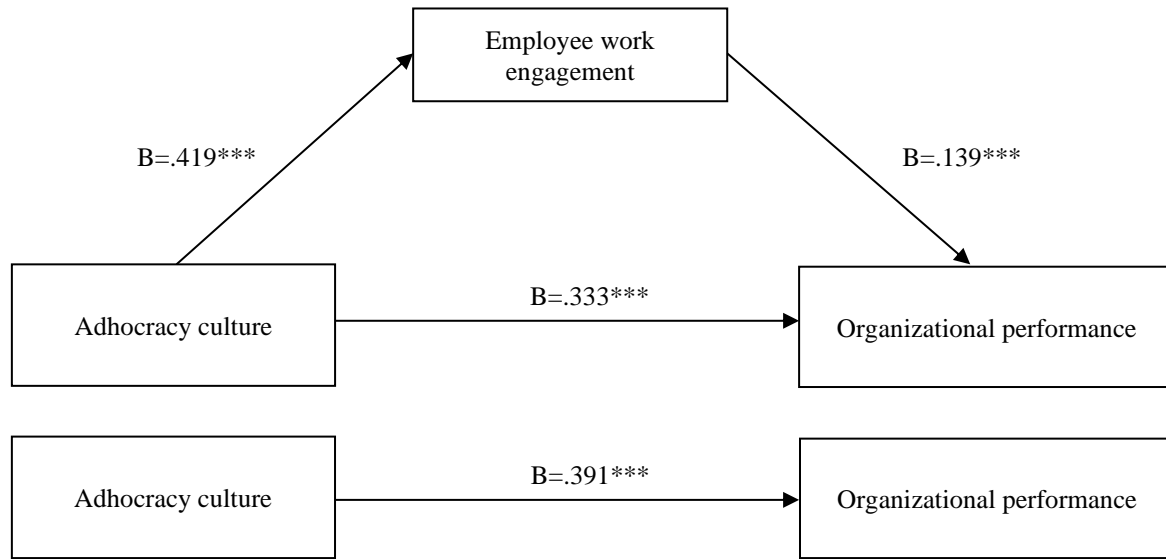 Employee work
engagement
B=.419***
B=.139***
B=.333***
Adhocracy culture
Organizational performance
B=.391***
Adhocracy culture
Organizational performance